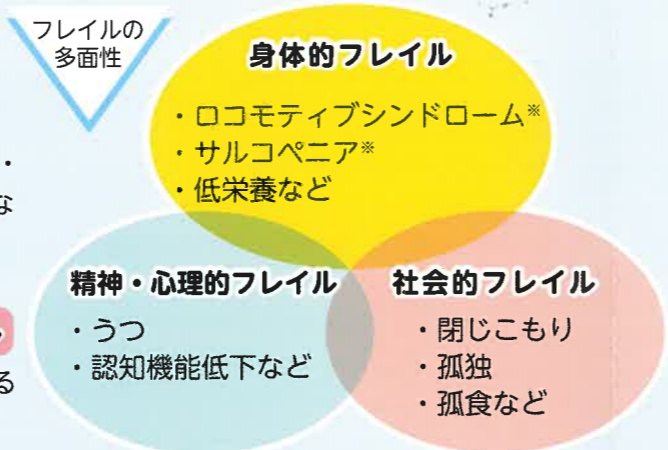 フレイルの
多面性
身体的フレイル
・ロコモティブシンドローム※
・サルコペニア※
・低栄養など
・
な
精神・心理的フレイル
・うつ
・認知機能低下など
る
社会的フレイル
・閉じこもり
・孤独
・孤食など